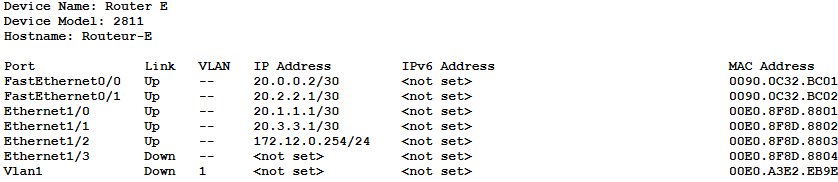 Device Name: Router E
Device Model: 2811
Hostname: Routeur-E
Port Link VLAN IP Address IPv6 Address MAC Address
FastEthernet0/0 Up -- 20.0.0.2/30 <not set> 0090.0C32.BC01
FastEthernet0/1 Up -- 20.2.2.1/30 <not set> 0090.0C32.BC02
Ethernet1/0 Up -- 20.1.1.1/30 <not set> 00E0.8F8D.8801
Ethernet1/1 Up -- 20.3.3.1/30 <not set> 00E0.8F8D.8802
Ethernet1/2 Up -- 172.12.0.254/24 <not set> 00E0.8F8D.8803
Ethernet1/3 Down -- <not set> <not set> 00E0.8F8D.8804
Vlan1 Down 1 <not set> <not set> 00E0.A3E2.EB9E